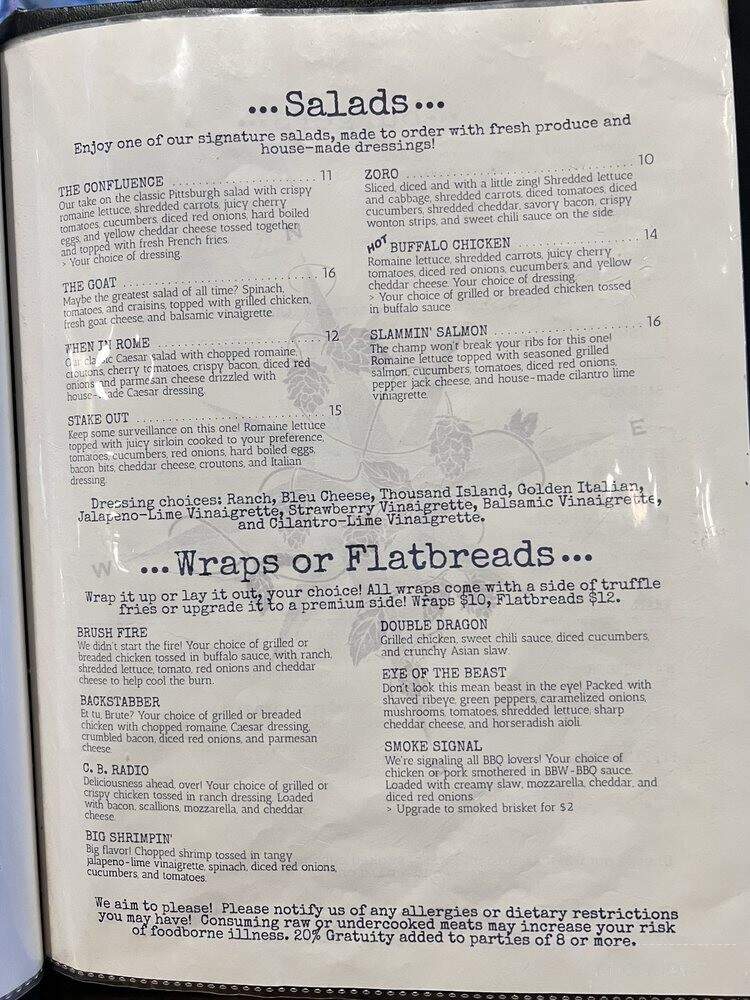 ...Salads...
Enjoy one of our signature salads, made to order with fresh produce and
house-made dressings!
THE CONFLUENCE .......................... 11
Our take on the classic Pittsburgh salad with crispy
romaine lettuce, shredded carrots, juicy cherry
tomatoes, cucumbers, diced red onions, hard boiled
eggs, and yellow cheddar cheese tossed together
and topped with fresh French fries.
> Your choice of dressing.
THE GOAT .................................. 16
Maybe the greatest salad of all time? Spinach,
tomatoes, and craisins, topped with grilled chicken,
fresh goat cheese, and balsamic vinaigrette.
WHEN IN ROME ............................ 12
Our classic Caesar salad with chopped romaine,
croutons, cherry tomatoes, crispy bacon, diced red
onions and parmesan cheese drizzled with
house-made Caesar dressing.
STAKE OUT ................................ 15
Keep some surveillance on this one! Romaine lettuce
topped with juicy sirloin cooked to your preference,
tomatoes, cucumbers, red onions, hard boiled eggs,
bacon bits, cheddar cheese, croutons, and Italian
dressing.
ZORO ........................................ 10
Sliced, diced and with a little zing! Shredded lettuce
and cabbage, shredded carrots, diced tomatoes, diced
cucumbers, shredded cheddar, savory bacon, crispy
wonton strips, and sweet chili sauce on the side.
HOT BUFFALO CHICKEN .................... 14
Romaine lettuce, shredded carrots, juicy cherry
tomatoes, diced red onions, cucumbers, and yellow
cheddar cheese. Your choice of dressing.
> Your choice of grilled or breaded chicken tossed
in buffalo sauce
SLAMMIN' SALMON ........................ 16
The champ won't break your ribs for this one!
Romaine lettuce topped with seasoned grilled
salmon, cucumbers, tomatoes, diced red onions,
pepper jack cheese, and house-made cilantro lime
vinaigrette.
Dressing choices: Ranch, Bleu Cheese, Thousand Island, Golden Italian,
Jalapeno-Lime Vinaigrette, Strawberry Vinaigrette, Balsamic Vinaigrette,
and Cilantro-Lime Vinaigrette.
...Wraps or Flatbreads...
Wrap it up or lay it out, your choice! All wraps come with a side of truffle
fries or upgrade it to a premium side! Wraps $10, Flatbreads $12.
BRUSH FIRE
We didn't start the fire! Your choice of grilled or
breaded chicken tossed in buffalo sauce, with ranch,
shredded lettuce, tomato, red onions and cheddar
cheese to help cool the burn.
BACKSTABBER
Et tu, Brute? Your choice of grilled or breaded
chicken with chopped romaine, Caesar dressing,
crumbled bacon, diced red onions, and parmesan
cheese
C. B. RADIO
Deliciousness ahead, over! Your choice of grilled or
crispy chicken tossed in ranch dressing. Loaded
with bacon, scallions, mozzarella, and cheddar
cheese.
BIG SHRIMPIN'
Big flavor! Chopped shrimp tossed in tangy
jalapeno-lime vinaigrette, spinach, diced red onions,
cucumbers, and tomatoes.
DOUBLE DRAGON
Grilled chicken, sweet chili sauce, diced cucumbers,
and crunchy Asian slaw.
EYE OF THE BEAST
Don't look this mean beast in the eye! Packed with
shaved ribeye, green peppers, caramelized onions,
mushrooms, tomatoes, shredded lettuce, sharp
cheddar cheese, and horseradish aioli.
SMOKE SIGNAL
We're signaling all BBQ lovers! Your choice of
chicken or pork smothered in BBW-BBQ sauce.
Loaded with creamy slaw, mozzarella, cheddar, and
diced red onions
> Upgrade to smoked brisket for $2
We aim to please! Please notify us of any allergies or dietary restrictions
you may have! Consuming raw or undercooked meats may increase your risk
of foodborne illness. 20% Gratuity added to parties of 8 or more.
N
E
W